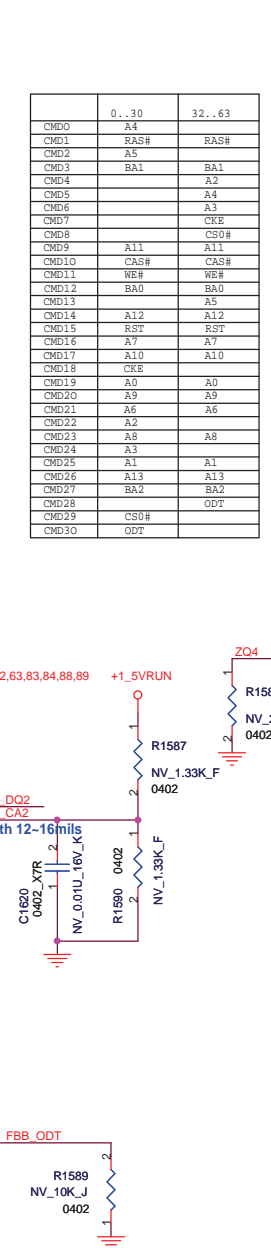 0..30 32..63
CMD0 A4
CMD1 RAS# RAS#
CMD2 A5
CMD3 BA1 BA1
CMD4 A2
CMD5 A4
CMD6 A3
CMD7 CKE
CMD8 CS0#
CMD9 A11 A11
CMD10 CAS# CAS#
CMD11 WE# WE#
CMD12 BA0 BA0
CMD13 A5
CMD14 A12 A12
CMD15 RST RST
CMD16 A7 A7
CMD17 A10 A10
CMD18 CKE
CMD19 A0 A0
CMD20 A9 A9
CMD21 A6 A6
CMD22 A2
CMD23 A8 A8
CMD24 A3
CMD25 A1 A1
CMD26 A13 A13
CMD27 BA2 BA2
CMD28 ODT
CMD29 CS0#
CMD30 ODT
ZQ4
2,63,83,84,88,89 +1_5VRUN
1
R158
NV_2
0402
2
1
R1587
NV_1.33K_F
0402
2
_DQ2
_CA2
th 12~16mils
C1620
0402_X7R
2
1
NV_0.01U_16V_K
R1590
0402
1
2
NV_1.33K_F
FBB_ODT
2
R1589
NV_10K_J
0402
1